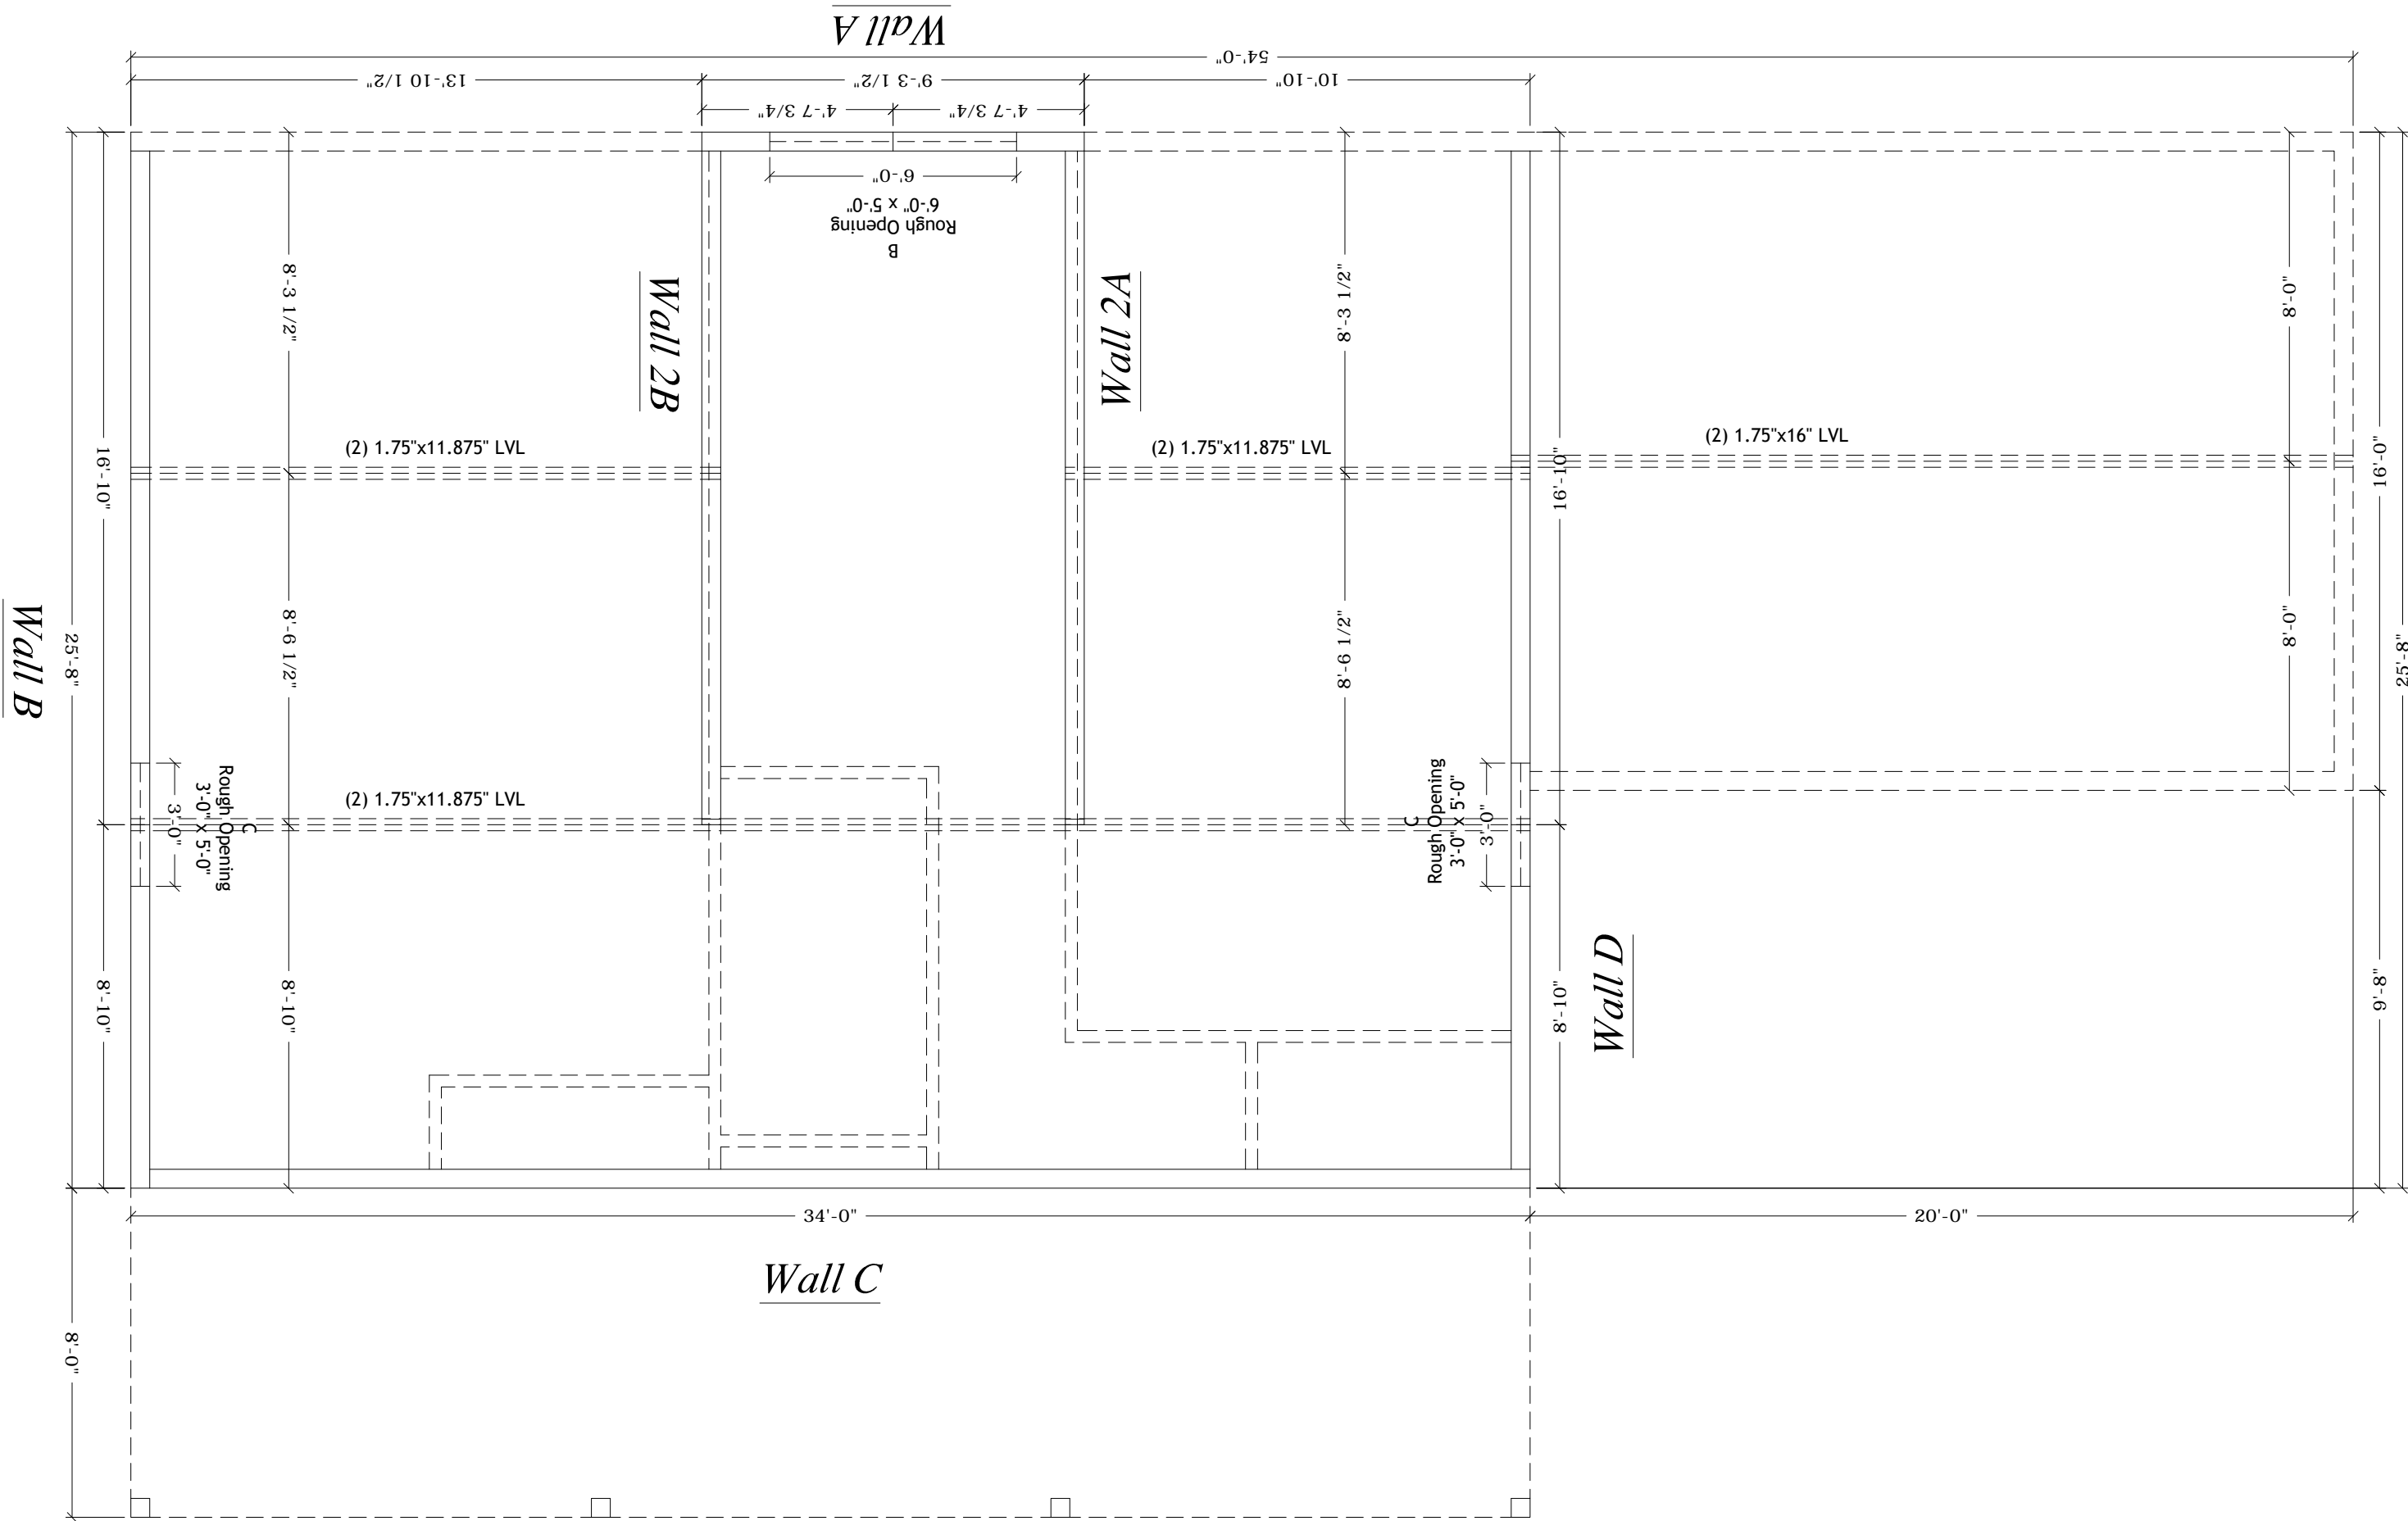 Wall A
54'-0"
13'-10 1/2"
9'-3 1/2"
10'-10"
4'-7 3/4"
4'-7 3/4"
6'-0"
B
Rough Opening
6'-0" x 5'-0"
Wall 2B
Wall 2A
8'-3 1/2"
8'-3 1/2"
8'-0"
(2) 1.75"x11.875" LVL
(2) 1.75"x11.875" LVL
(2) 1.75"x16" LVL
16'-10"
16'-10"
16'-0"
Wall B
25'-8"
8'-6 1/2"
8'-6 1/2"
8'-0"
25'-8"
C
Rough Opening
3'-0" x 5'-0"
3'-0"
(2) 1.75"x11.875" LVL
C
Rough Opening
3'-0" x 5'-0"
3'-0"
Wall D
8'-10"
8'-10"
8'-10"
9'-8"
34'-0"
20'-0"
Wall C
8'-0"